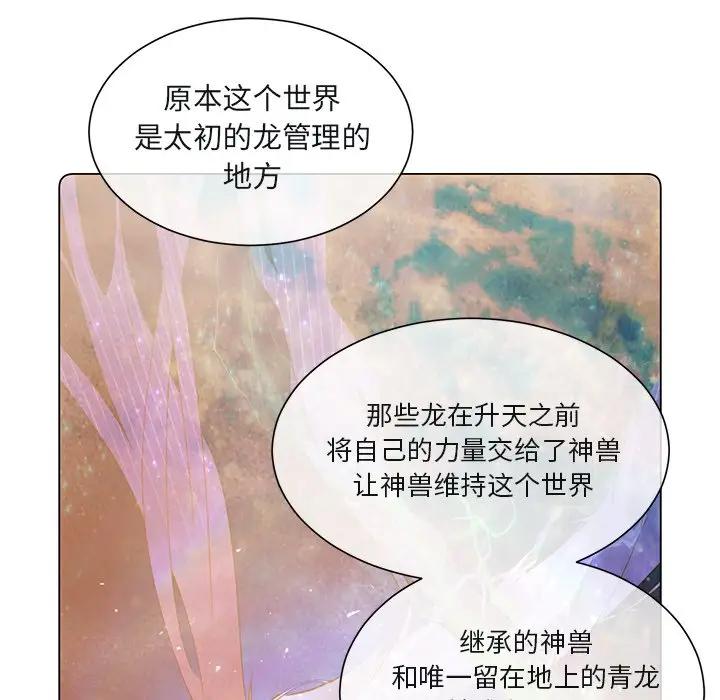 原本这个世界
是太初的龙管理的
地方
那些龙在升天之前
将自己的力量交给了神兽
让神兽维持这个世界
继承的神兽
和唯一留在地上的青龙